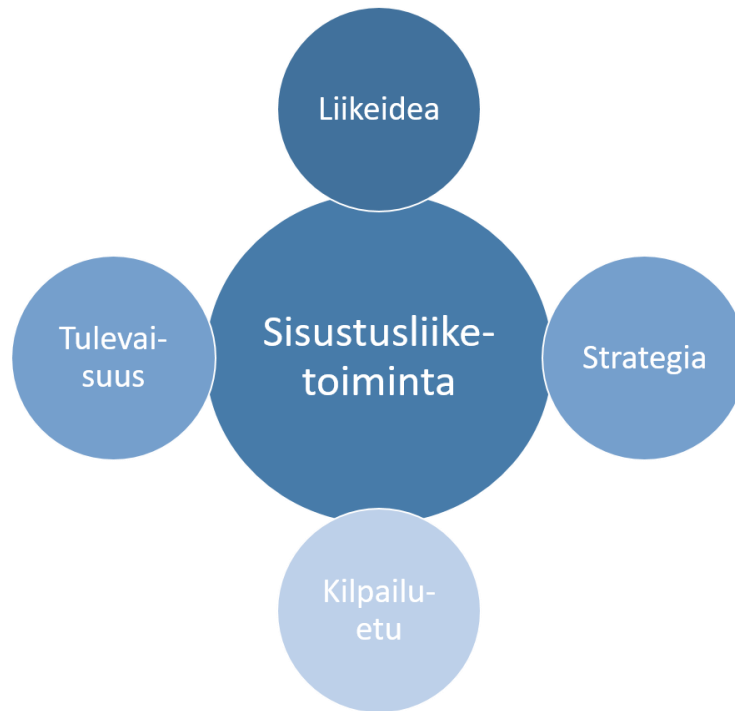 Liikeidea
Sisustusliike-
toiminta
Tulevai-
suus
Strategia
Kilpailu-
etu